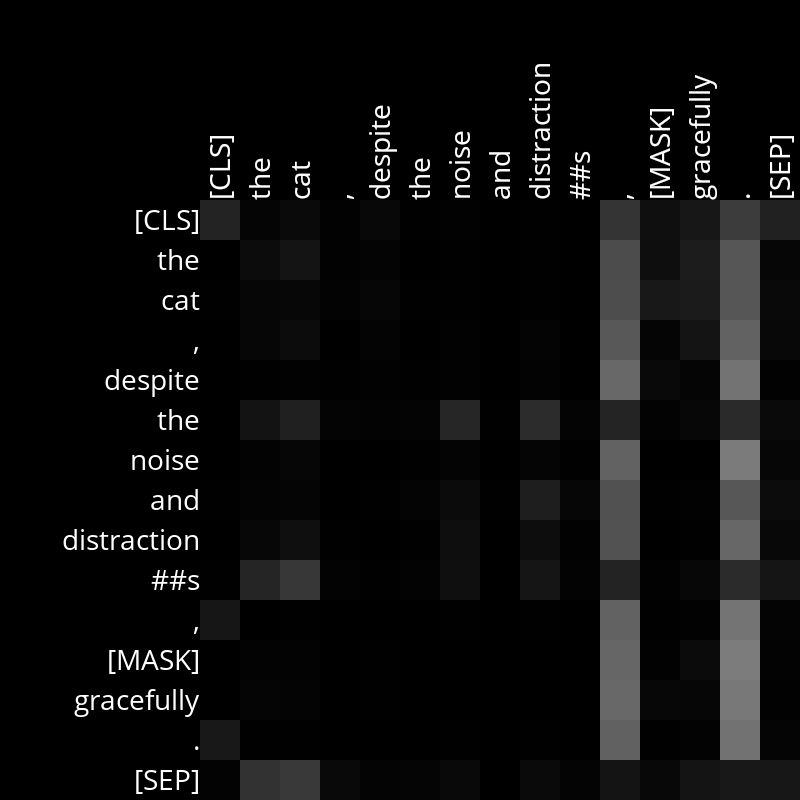 [CLS]
the
cat
,
despite
the
noise
and
distraction
##s
,
[MASK]
gracefully
.
[SEP]
[CLS]
the
cat
,
despite
the
noise
and
distraction
##s
,
[MASK]
gracefully
.
[SEP]